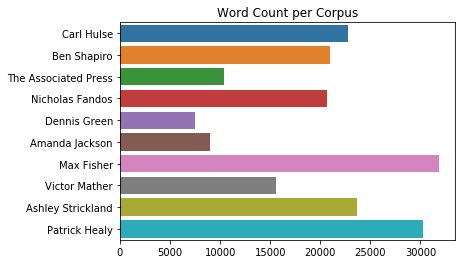 Word Count per Corpus
Carl Hulse
Ben Shapiro
The Associated Press
Nicholas Fandos
Dennis Green
Amanda Jackson
Max Fisher
Victor Mather
Ashley Strickland
Patrick Healy
0 5000 10000 15000 20000 25000 30000